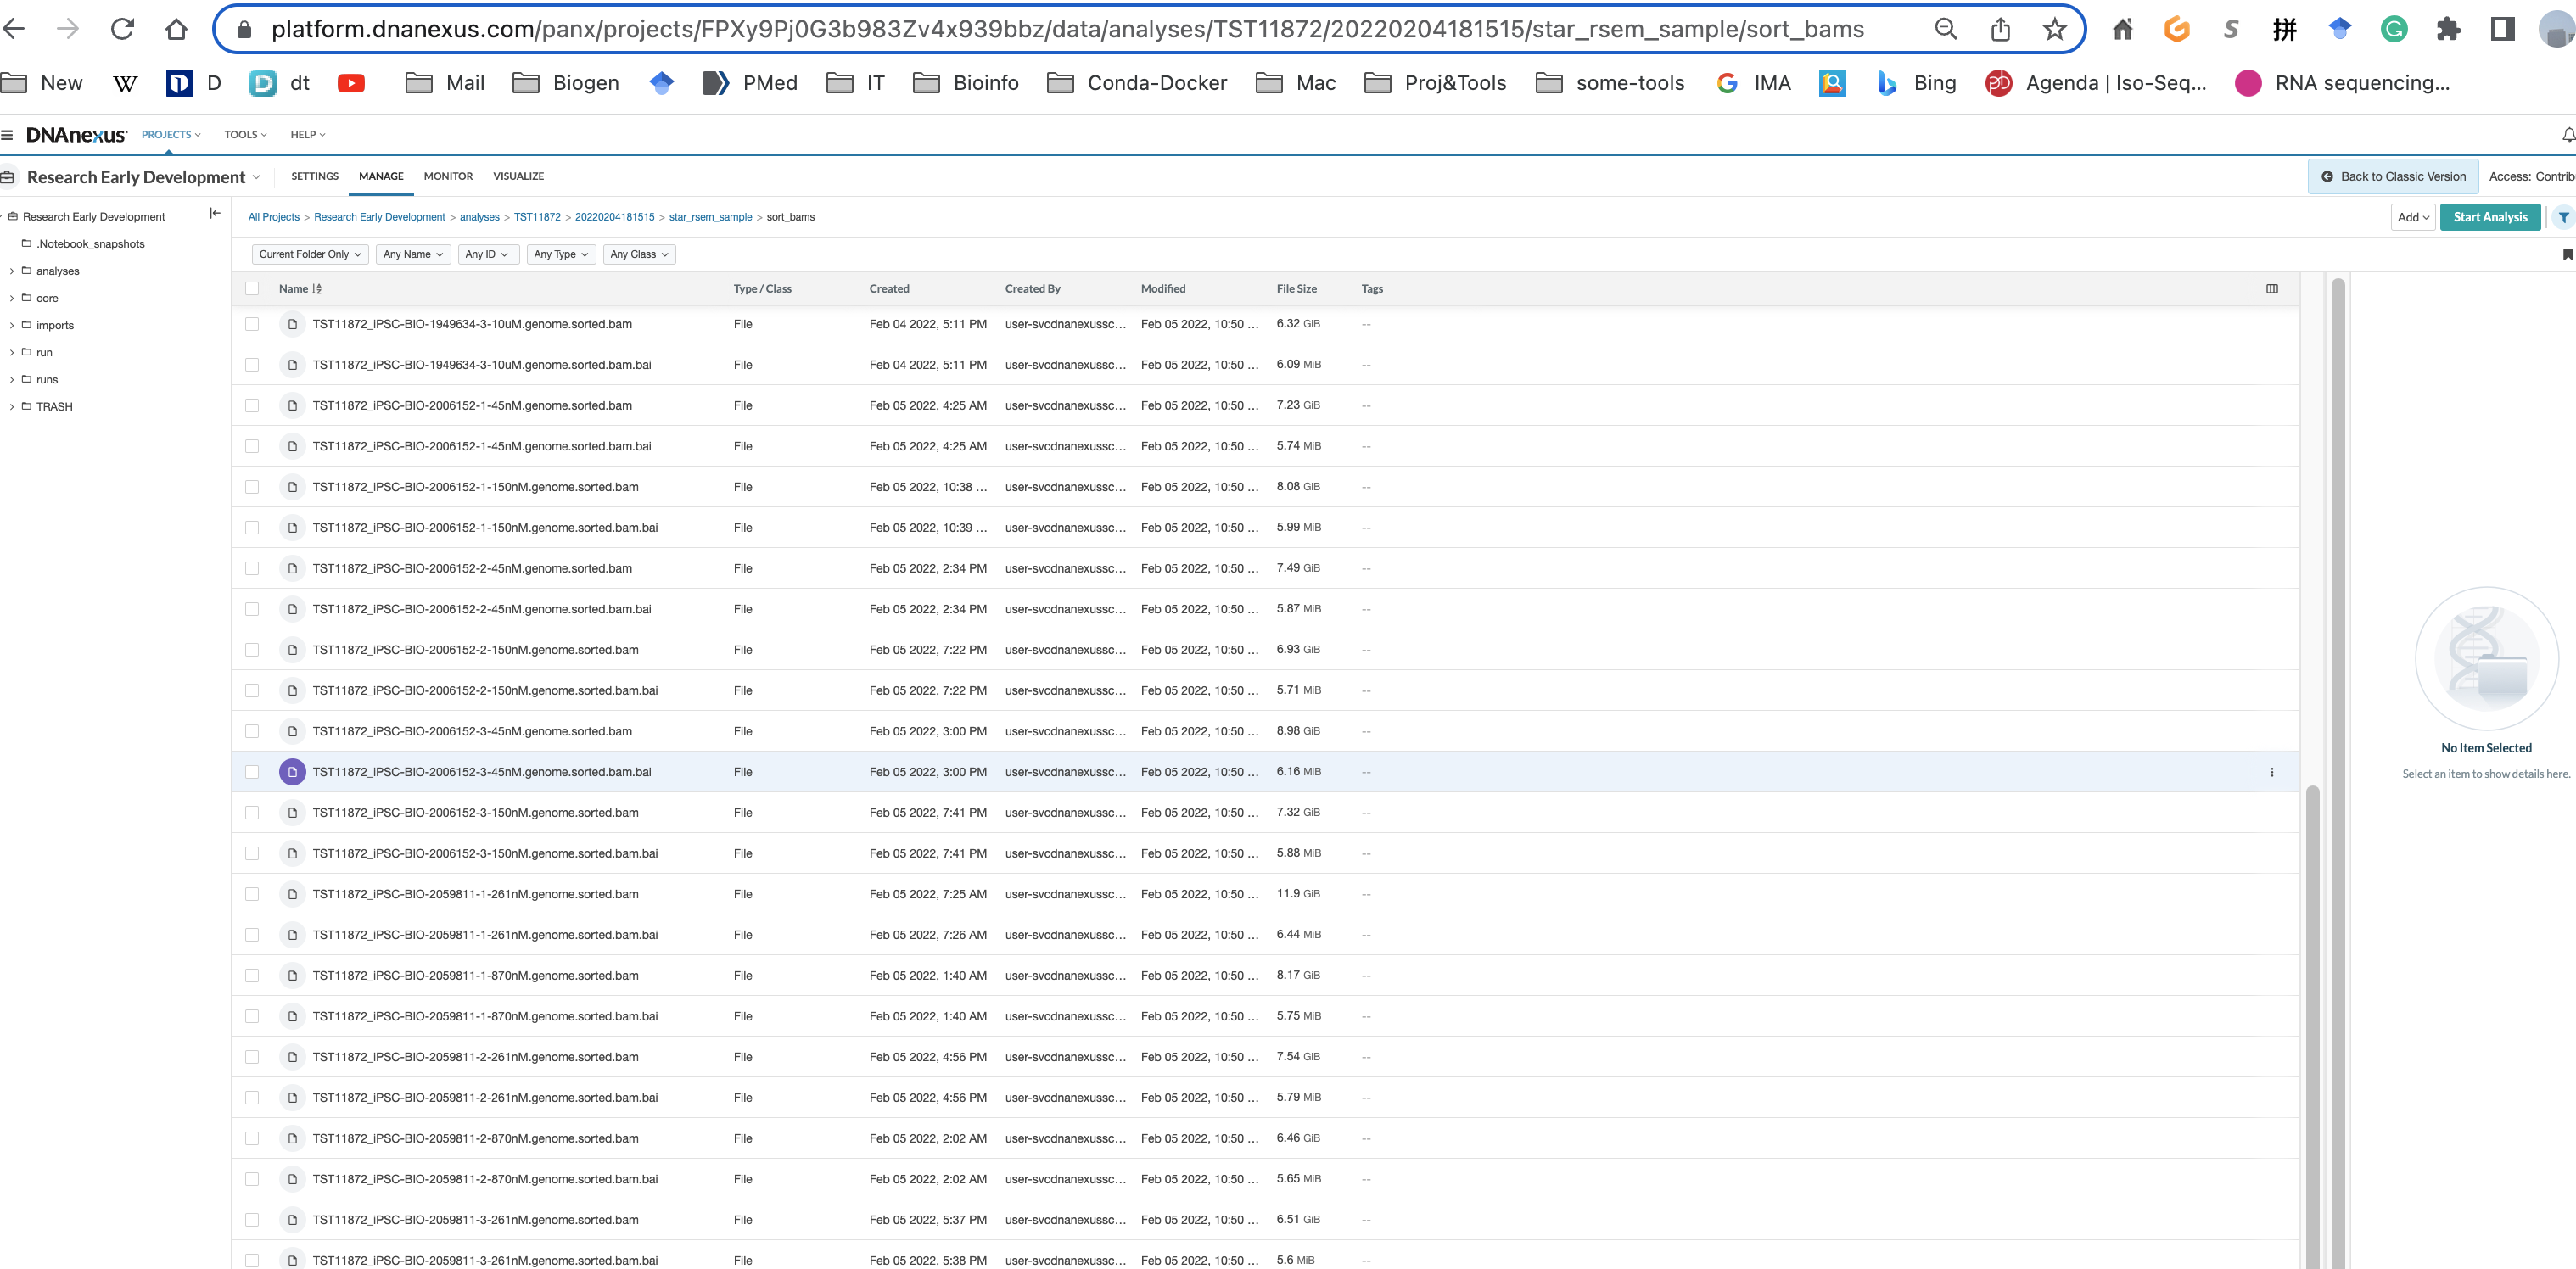 platform.dnanexus.com/panx/projects/FPXy9Pj0G3b983Zv4x939bbz/data/analyses/TST11872/20220204181515/star_rsem_sample/sort_bams
New W D dt Mail Biogen PMed IT Bioinfo Conda-Docker Mac Proj&Tools some-tools IMA Bing Agenda | Iso-Seq... RNA sequencing...
DNAnexus PROJECTS TOOLS HELP
Research Early Development SETTINGS MANAGE MONITOR VISUALIZE Back to Classic Version Access: Contrib
Research Early Development
.Notebook_snapshots
analyses
core
imports
run
runs
TRASH
All Projects > Research Early Development > analyses > TST11872 > 20220204181515 > star_rsem_sample > sort_bams Add Start Analysis
Current Folder Only Any Name Any ID Any Type Any Class
Name Type / Class Created Created By Modified File Size Tags
TST11872_iPSC-BIO-1949634-3-10uM.genome.sorted.bam File Feb 04 2022, 5:11 PM user-svcdnanexussc... Feb 05 2022, 10:50 ... 6.32 GiB --
TST11872_iPSC-BIO-1949634-3-10uM.genome.sorted.bam.bai File Feb 04 2022, 5:11 PM user-svcdnanexussc... Feb 05 2022, 10:50 ... 6.09 MiB --
TST11872_iPSC-BIO-2006152-1-45nM.genome.sorted.bam File Feb 05 2022, 4:25 AM user-svcdnanexussc... Feb 05 2022, 10:50 ... 7.23 GiB --
TST11872_iPSC-BIO-2006152-1-45nM.genome.sorted.bam.bai File Feb 05 2022, 4:25 AM user-svcdnanexussc... Feb 05 2022, 10:50 ... 5.74 MiB --
TST11872_iPSC-BIO-2006152-1-150nM.genome.sorted.bam File Feb 05 2022, 10:38 ... user-svcdnanexussc... Feb 05 2022, 10:50 ... 8.08 GiB --
TST11872_iPSC-BIO-2006152-1-150nM.genome.sorted.bam.bai File Feb 05 2022, 10:39 ... user-svcdnanexussc... Feb 05 2022, 10:50 ... 5.99 MiB --
TST11872_iPSC-BIO-2006152-2-45nM.genome.sorted.bam File Feb 05 2022, 2:34 PM user-svcdnanexussc... Feb 05 2022, 10:50 ... 7.49 GiB --
TST11872_iPSC-BIO-2006152-2-45nM.genome.sorted.bam.bai File Feb 05 2022, 2:34 PM user-svcdnanexussc... Feb 05 2022, 10:50 ... 5.87 MiB --
TST11872_iPSC-BIO-2006152-2-150nM.genome.sorted.bam File Feb 05 2022, 7:22 PM user-svcdnanexussc... Feb 05 2022, 10:50 ... 6.93 GiB --
TST11872_iPSC-BIO-2006152-2-150nM.genome.sorted.bam.bai File Feb 05 2022, 7:22 PM user-svcdnanexussc... Feb 05 2022, 10:50 ... 5.71 MiB --
TST11872_iPSC-BIO-2006152-3-45nM.genome.sorted.bam File Feb 05 2022, 3:00 PM user-svcdnanexussc... Feb 05 2022, 10:50 ... 8.98 GiB --
TST11872_iPSC-BIO-2006152-3-45nM.genome.sorted.bam.bai File Feb 05 2022, 3:00 PM user-svcdnanexussc... Feb 05 2022, 10:50 ... 6.16 MiB --
TST11872_iPSC-BIO-2006152-3-150nM.genome.sorted.bam File Feb 05 2022, 7:41 PM user-svcdnanexussc... Feb 05 2022, 10:50 ... 7.32 GiB --
TST11872_iPSC-BIO-2006152-3-150nM.genome.sorted.bam.bai File Feb 05 2022, 7:41 PM user-svcdnanexussc... Feb 05 2022, 10:50 ... 5.88 MiB --
TST11872_iPSC-BIO-2059811-1-261nM.genome.sorted.bam File Feb 05 2022, 7:25 AM user-svcdnanexussc... Feb 05 2022, 10:50 ... 11.9 GiB --
TST11872_iPSC-BIO-2059811-1-261nM.genome.sorted.bam.bai File Feb 05 2022, 7:26 AM user-svcdnanexussc... Feb 05 2022, 10:50 ... 6.44 MiB --
TST11872_iPSC-BIO-2059811-1-870nM.genome.sorted.bam File Feb 05 2022, 1:40 AM user-svcdnanexussc... Feb 05 2022, 10:50 ... 8.17 GiB --
TST11872_iPSC-BIO-2059811-1-870nM.genome.sorted.bam.bai File Feb 05 2022, 1:40 AM user-svcdnanexussc... Feb 05 2022, 10:50 ... 5.75 MiB --
TST11872_iPSC-BIO-2059811-2-261nM.genome.sorted.bam File Feb 05 2022, 4:56 PM user-svcdnanexussc... Feb 05 2022, 10:50 ... 7.54 GiB --
TST11872_iPSC-BIO-2059811-2-261nM.genome.sorted.bam.bai File Feb 05 2022, 4:56 PM user-svcdnanexussc... Feb 05 2022, 10:50 ... 5.79 MiB --
TST11872_iPSC-BIO-2059811-2-870nM.genome.sorted.bam File Feb 05 2022, 2:02 AM user-svcdnanexussc... Feb 05 2022, 10:50 ... 6.46 GiB --
TST11872_iPSC-BIO-2059811-2-870nM.genome.sorted.bam.bai File Feb 05 2022, 2:02 AM user-svcdnanexussc... Feb 05 2022, 10:50 ... 5.65 MiB --
TST11872_iPSC-BIO-2059811-3-261nM.genome.sorted.bam File Feb 05 2022, 5:37 PM user-svcdnanexussc... Feb 05 2022, 10:50 ... 6.51 GiB --
TST11872_iPSC-BIO-2059811-3-261nM.genome.sorted.bam.bai File Feb 05 2022, 5:38 PM user-svcdnanexussc... Feb 05 2022, 10:50 ... 5.6 MiB --
No Item Selected
Select an item to show details here.